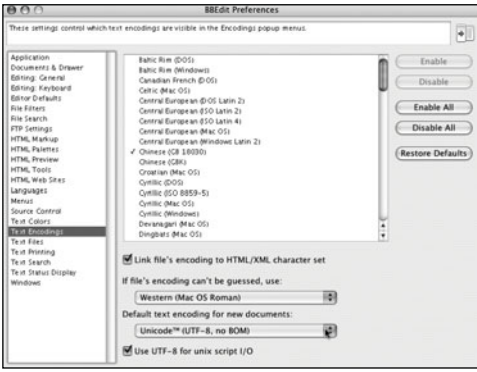 BBEdit Preferences
These settings control which text encodings are visible in the Encodings popup menus.
Application
Documents & Drawer
Editing: General
Editing: Keyboard
Editor Defaults
File Filters
File Search
FTP Settings
HTML Markup
HTML Palettes
HTML Preview
HTML Tools
HTML Web Sites
Languages
Menus
Source Control
Text Colors
Text Encodings
Text Files
Text Printing
Text Search
Text Status Display
Windows
Baltic Rim (DOS)
Baltic Rim (Windows)
Canadian French (DOS)
Celtic (Mac OS)
Central European (DOS Latin 2)
Central European (ISO Latin 2)
Central European (ISO Latin 4)
Central European (Mac OS)
Central European (Windows Latin 2)
✓ Chinese (GB 18030)
Chinese (GBK)
Croatian (Mac OS)
Cyrillic (DOS)
Cyrillic (ISO 8859-5)
Cyrillic (Mac OS)
Cyrillic (Windows)
Devanagari (Mac OS)
Dingbats (Mac OS)
Enable
Disable
Enable All
Disable All
Restore Defaults
Link file's encoding to HTML/XML character set
If file's encoding can't be guessed, use:
Western (Mac OS Roman)
Default text encoding for new documents:
Unicode™ (UTF-8, no BOM)
Use UTF-8 for unix script I/O